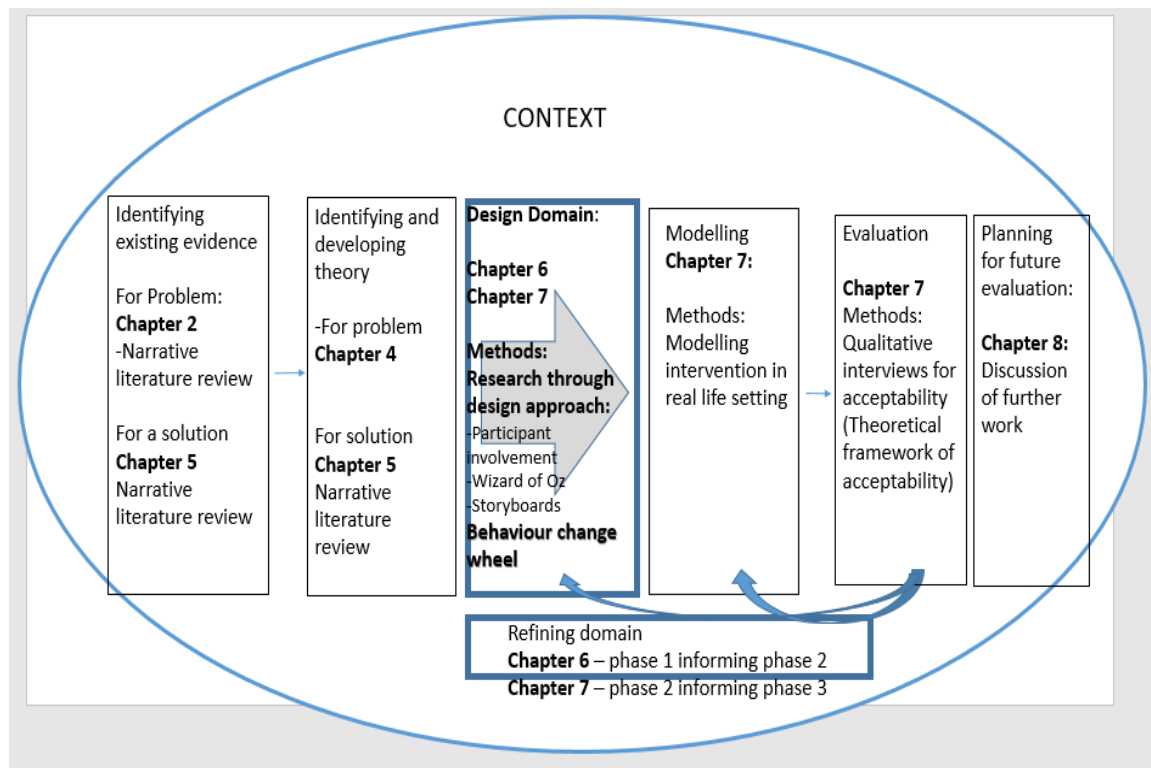 CONTEXT
Identifying
existing evidence
For Problem:
Chapter 2
-Narrative
literature review
For a solution
Chapter 5
Narrative
literature review
Identifying and
developing
theory
-For problem
Chapter 4
For solution
Chapter 5
Narrative
literature
review
Design Domain:
Chapter 6
Chapter 7
Methods:
Research through
design approach:
-Participant
involvement
-Wizard of Oz
-Storyboards
Behaviour change
wheel
Modelling
Chapter 7:
Methods:
Modelling
intervention in
real life setting
Evaluation
Chapter 7
Methods:
Qualitative
interviews for
acceptability
(Theoretical
framework of
acceptability)
Planning
for future
evaluation:
Chapter 8:
Discussion
of further
work
Refining domain
Chapter 6 – phase 1 informing phase 2
Chapter 7 – phase 2 informing phase 3